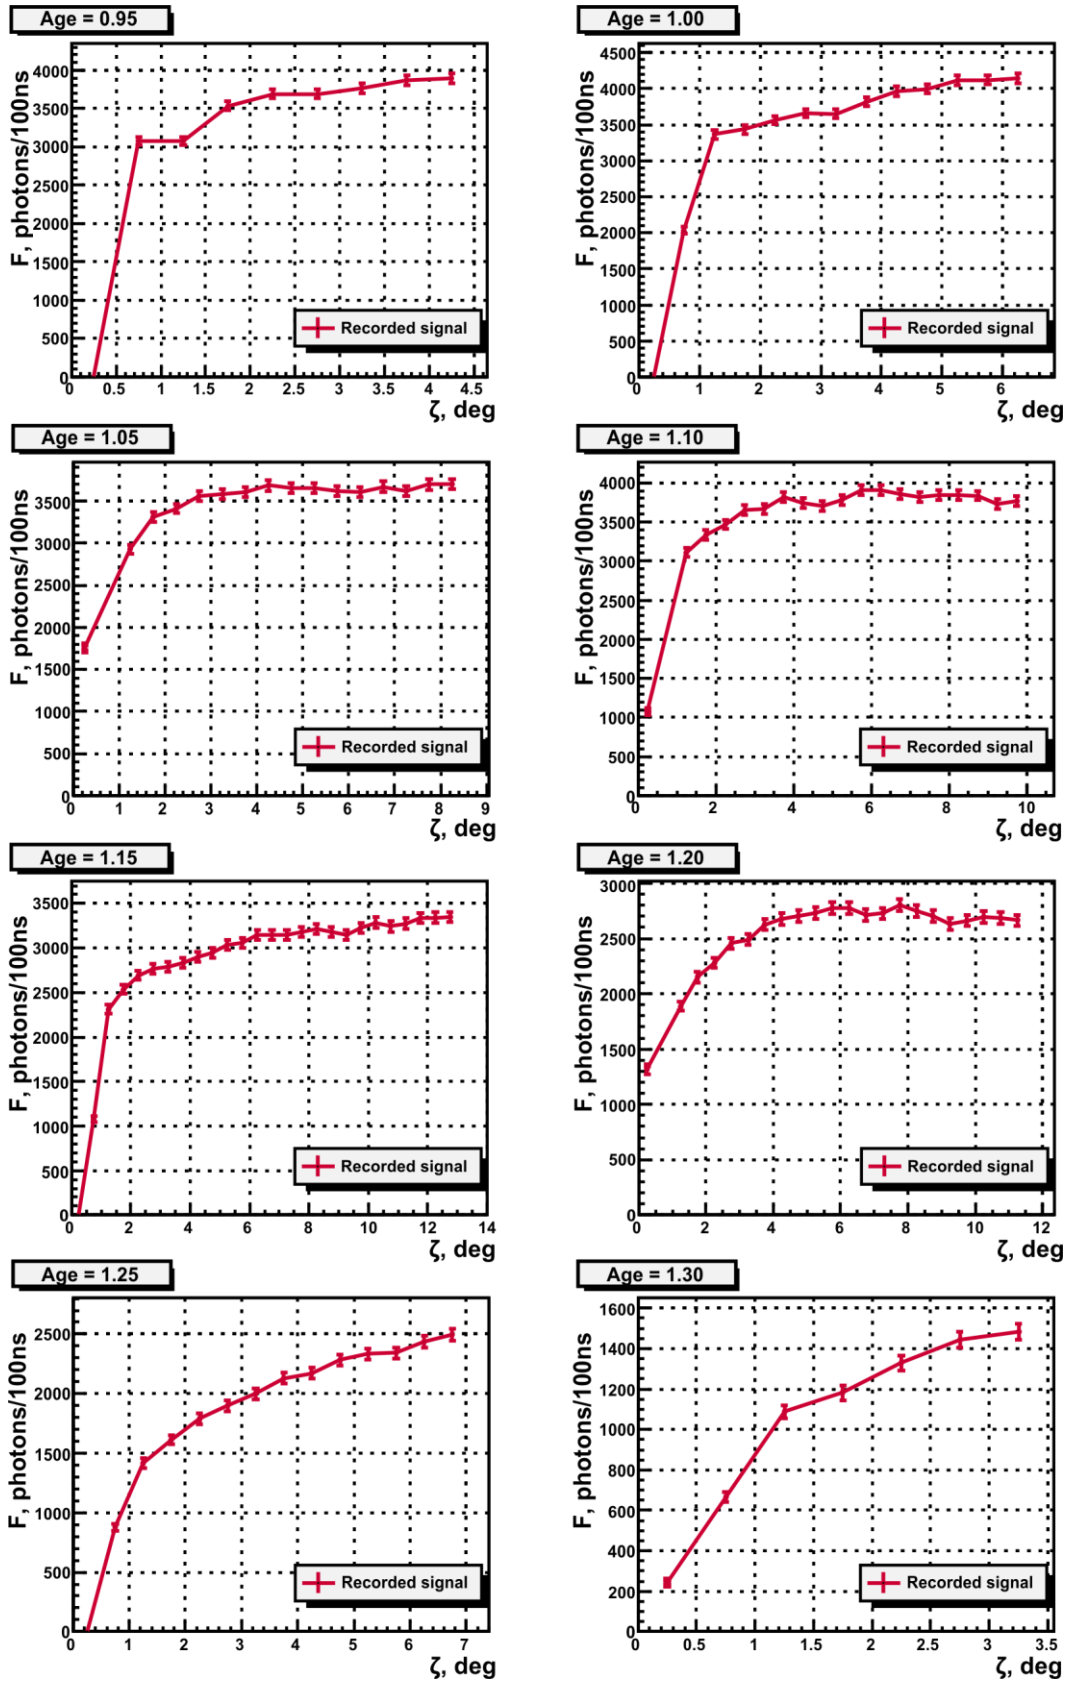 Age = 0.95
F, photons/100ns
4000
3500
3000
2500
2000
1500
1000
500
0
0 0.5 1 1.5 2 2.5 3 3.5 4 4.5
ζ, deg
Recorded signal
Age = 1.00
F, photons/100ns
4500
4000
3500
3000
2500
2000
1500
1000
500
0
0 1 2 3 4 5 6
ζ, deg
Recorded signal
Age = 1.05
F, photons/100ns
3500
3000
2500
2000
1500
1000
500
0
0 1 2 3 4 5 6 7 8 9
ζ, deg
Recorded signal
Age = 1.10
F, photons/100ns
4000
3500
3000
2500
2000
1500
1000
500
0
0 2 4 6 8 10
ζ, deg
Recorded signal
Age = 1.15
F, photons/100ns
3500
3000
2500
2000
1500
1000
500
0
0 2 4 6 8 10 12 14
ζ, deg
Recorded signal
Age = 1.20
F, photons/100ns
3000
2500
2000
1500
1000
500
0
0 2 4 6 8 10 12
ζ, deg
Recorded signal
Age = 1.25
F, photons/100ns
2500
2000
1500
1000
500
0
0 1 2 3 4 5 6 7
ζ, deg
Recorded signal
Age = 1.30
F, photons/100ns
1600
1400
1200
1000
800
600
400
200
0
0 0.5 1 1.5 2 2.5 3 3.5
ζ, deg
Recorded signal